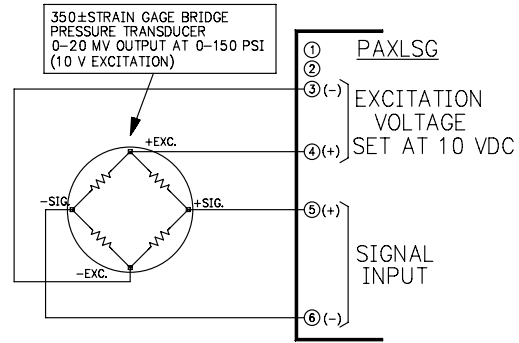 350±STRAIN GAGE BRIDGE
PRESSURE TRANSDUCER
0-20 MV OUTPUT AT 0-150 PSI
(10 V EXCITATION)
PAXLSG
1
2
3 (-)
EXCITATION
VOLTAGE
SET AT 10 VDC
+EXC.
4 (+)
-SIG.
+SIG.
5 (+)
SIGNAL
INPUT
-EXC.
6 (-)